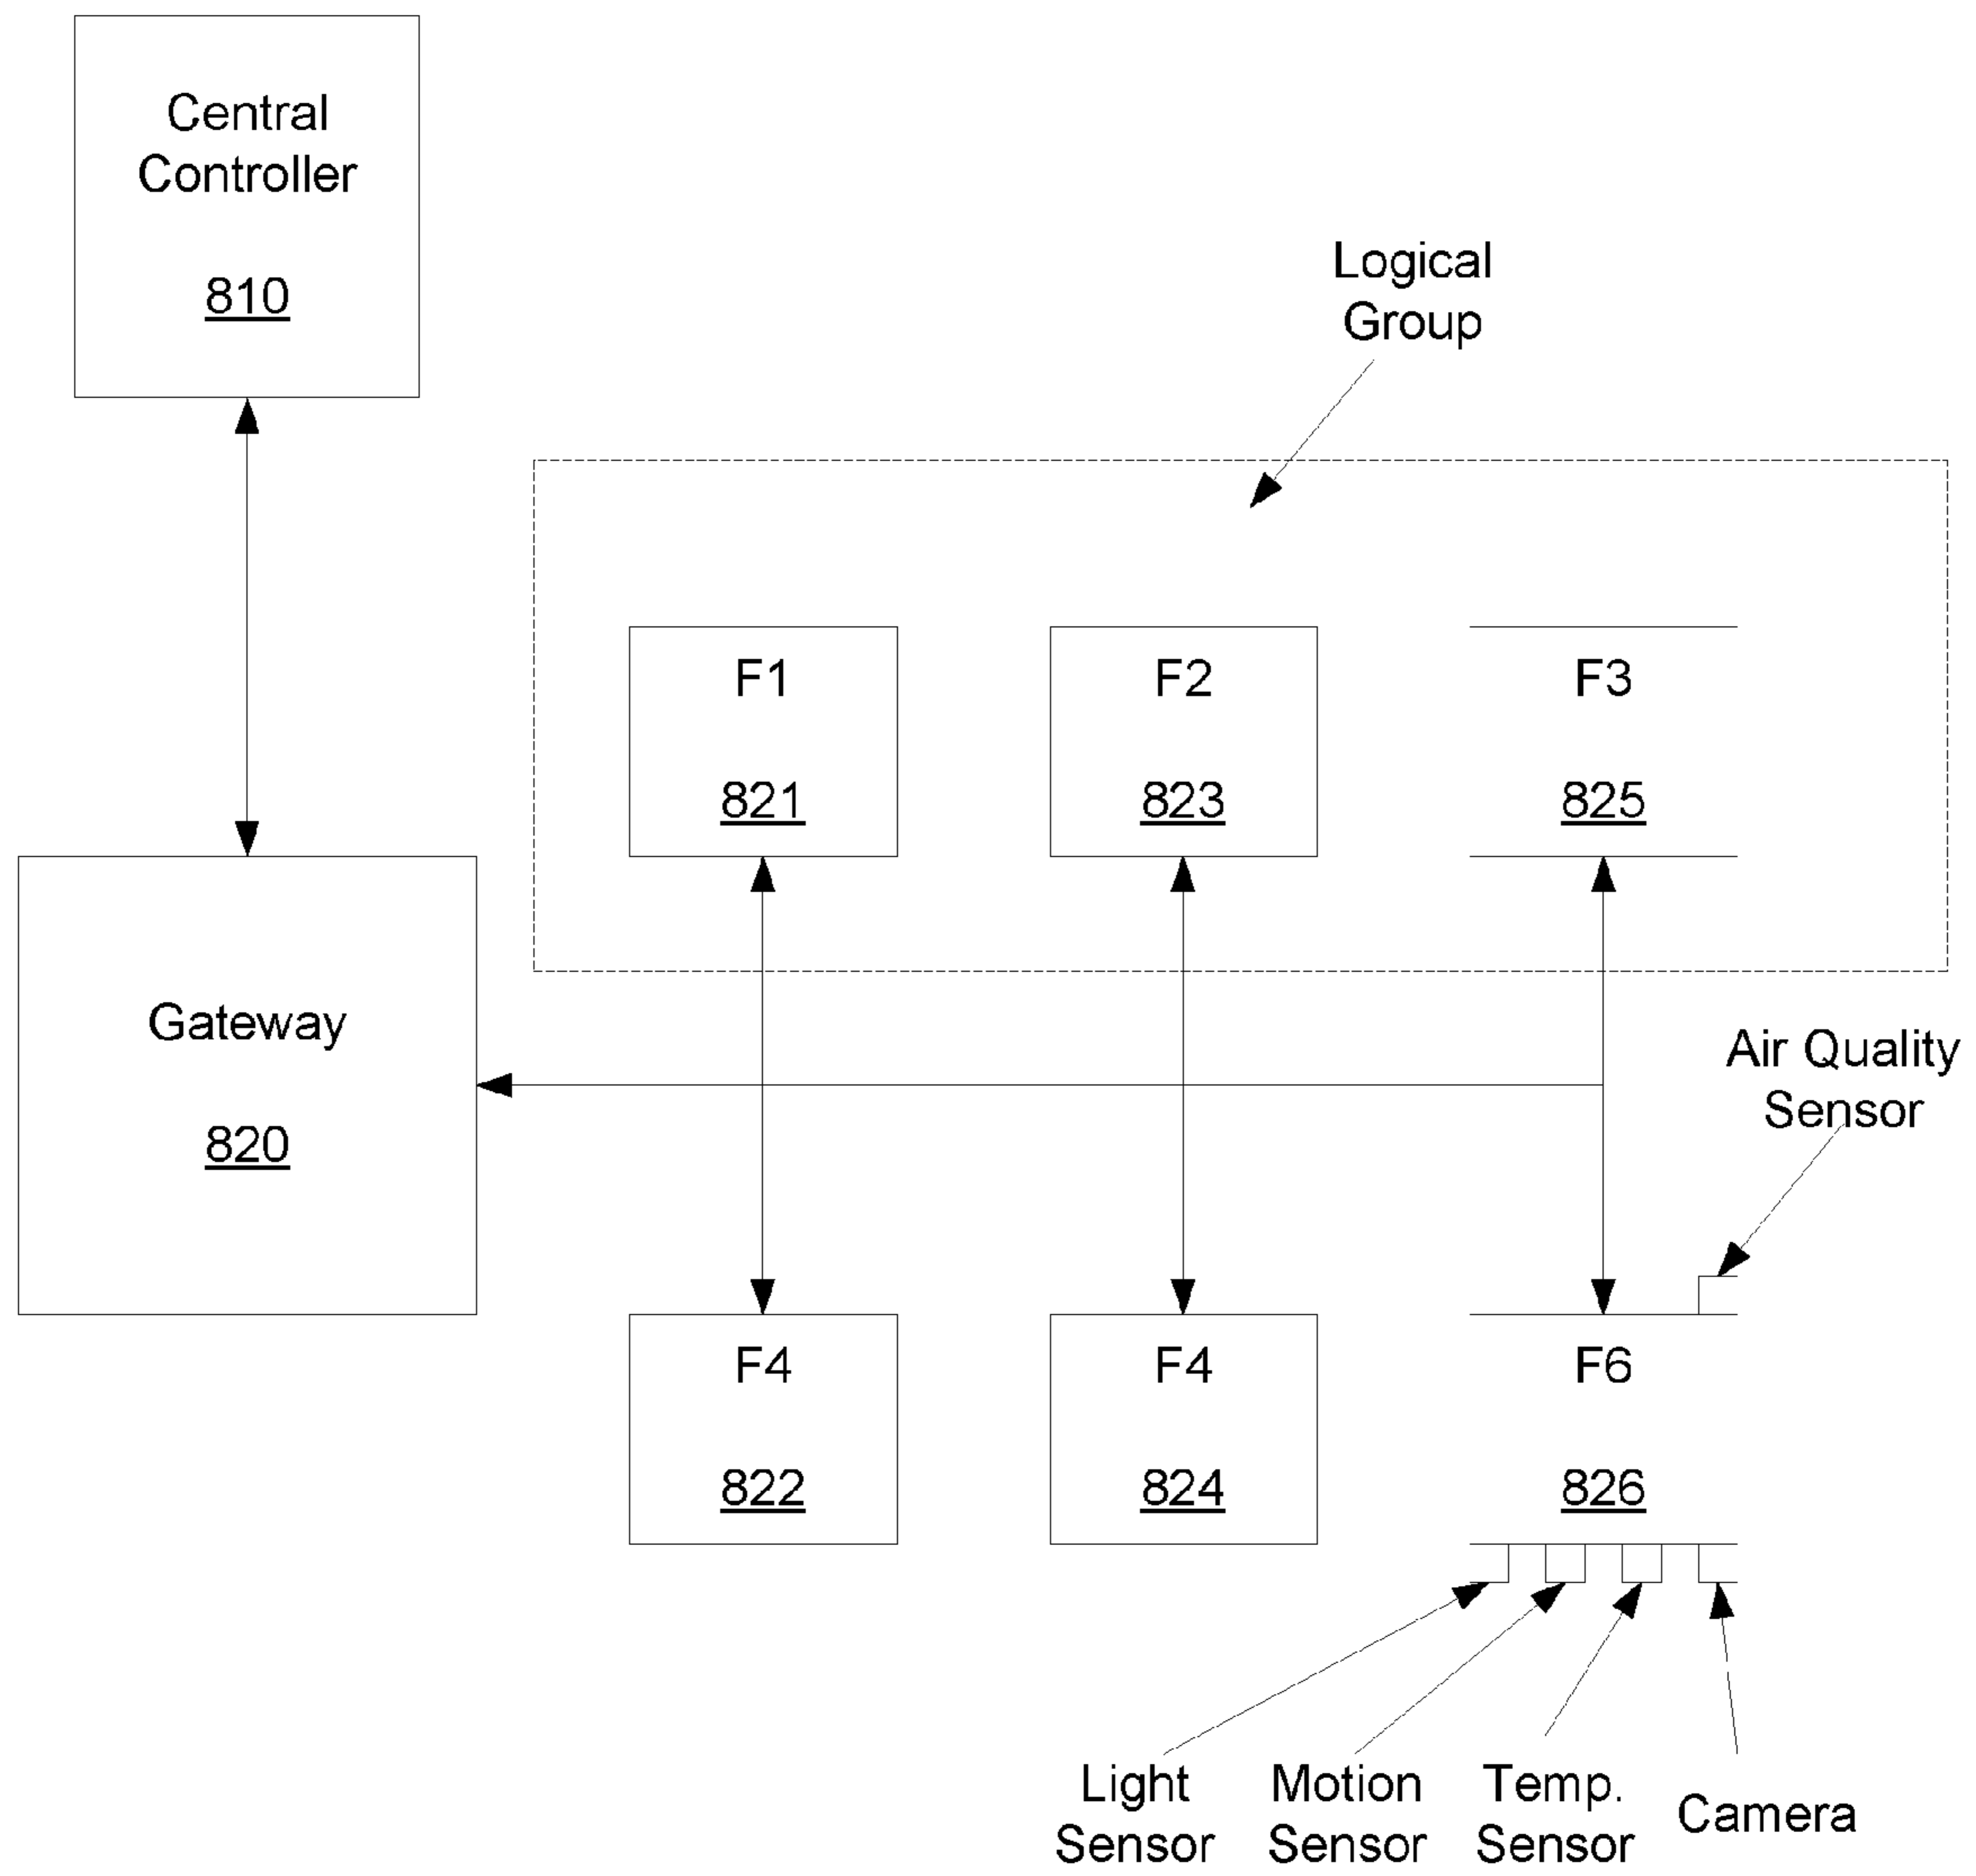 Central
Controller
810
Logical
Group
F1
821
F2
823
F3
825
Gateway
820
Air Quality
Sensor
F4
822
F4
824
F6
826
Light
Sensor
Motion
Sensor
Temp.
Sensor
Camera